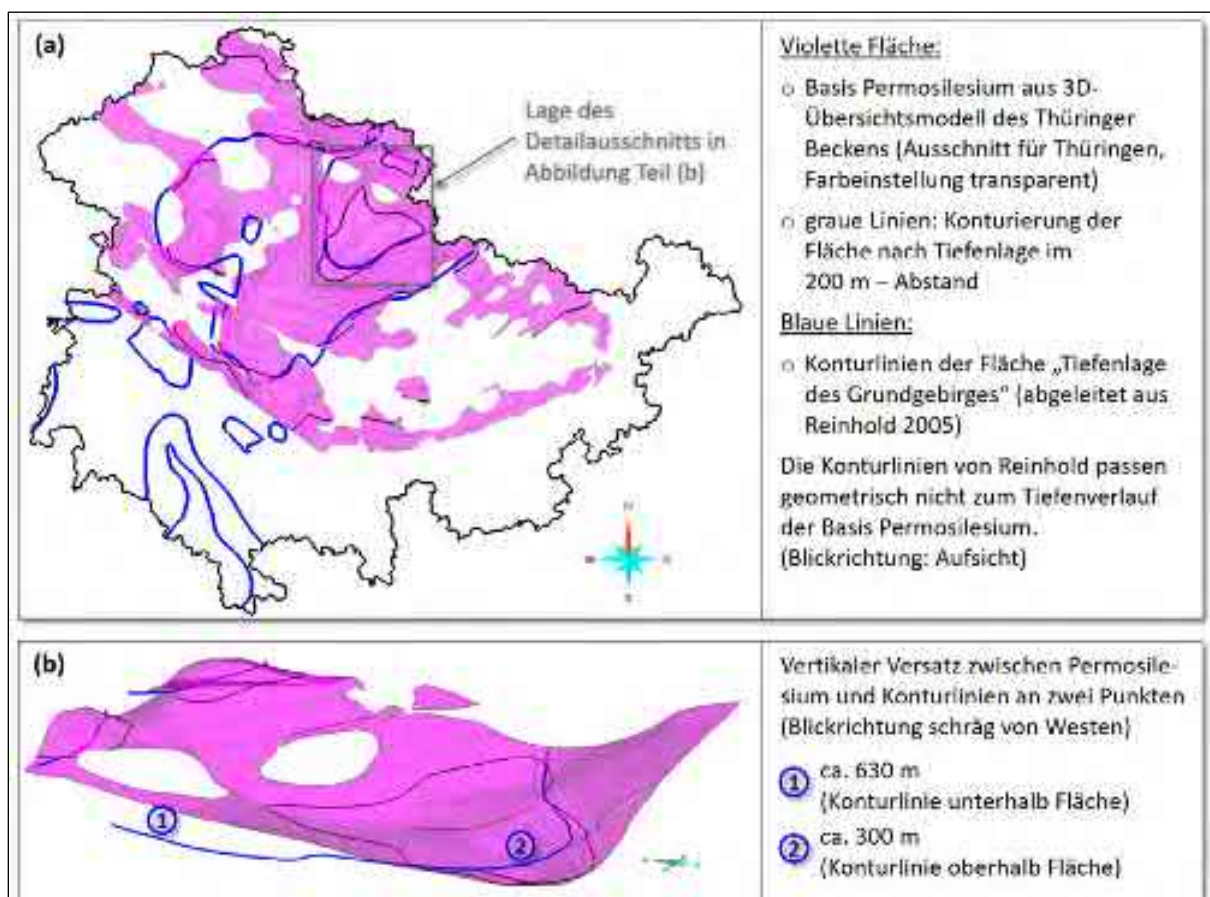 (a)
Lage des
Detailausschnitts in
Abbildung Teil (b)
Violette Fläche:
○ Basis Permosilesium aus 3D-
Übersichtsmodell des Thüringer
Beckens (Ausschnitt für Thüringen,
Farbeinstellung transparent)
○ graue Linien: Konturierung der
Fläche nach Tiefenlage im
200 m – Abstand
Blaue Linien:
○ Konturlinien der Fläche „Tiefenlage
des Grundgebirges“ (abgeleitet aus
Reinhold 2005)
Die Konturlinien von Reinhold passen
geometrisch nicht zum Tiefenverlauf
der Basis Permosilesium.
(Blickrichtung: Aufsicht)
(b)
1
2
Vertikaler Versatz zwischen Permosile-
sium und Konturlinien an zwei Punkten
(Blickrichtung schräg von Westen)
1 ca. 630 m
(Konturlinie unterhalb Fläche)
2 ca. 300 m
(Konturlinie oberhalb Fläche)